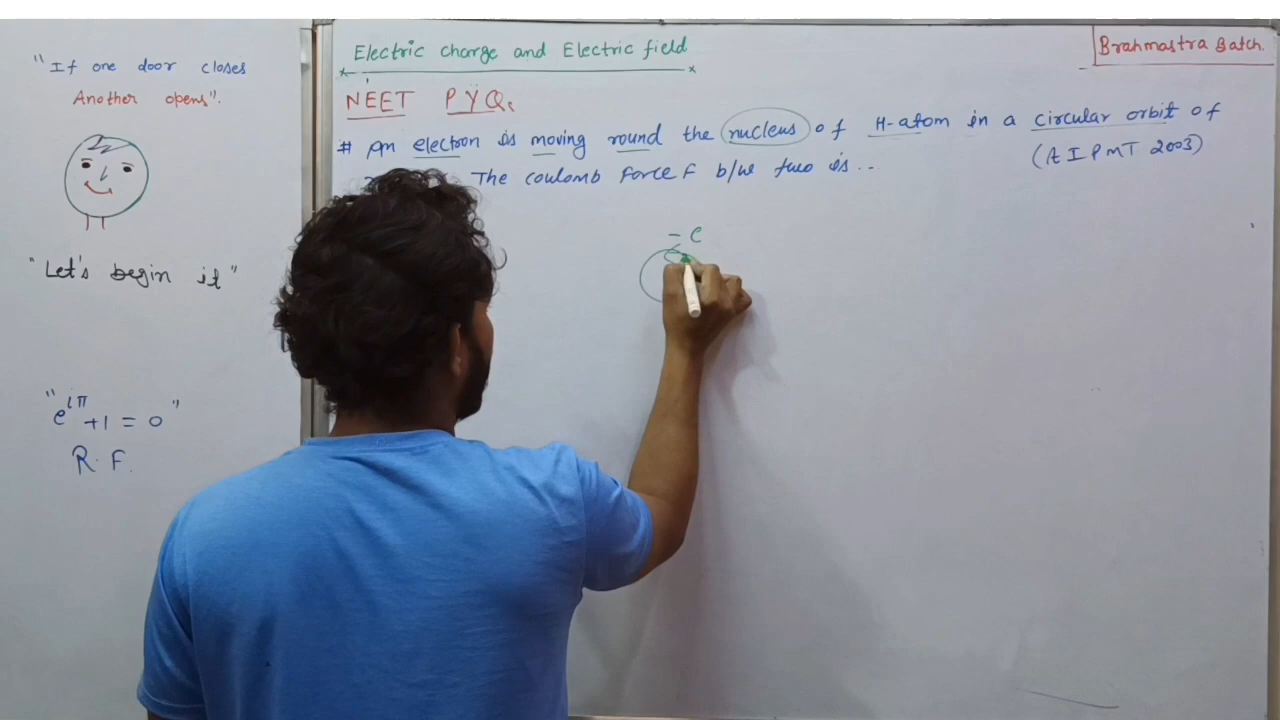 "If one door closes
Another opens".
"Let's begin it"
"e^iπ +1 = 0"
R. F.
Electric charge and Electric field
Brahmastra Batch.
NEET PYQs
# An electron is moving round the nucleus of H-atom in a circular orbit of
The coulomb force F b/w two is...
(AIPMT 2003)
- e